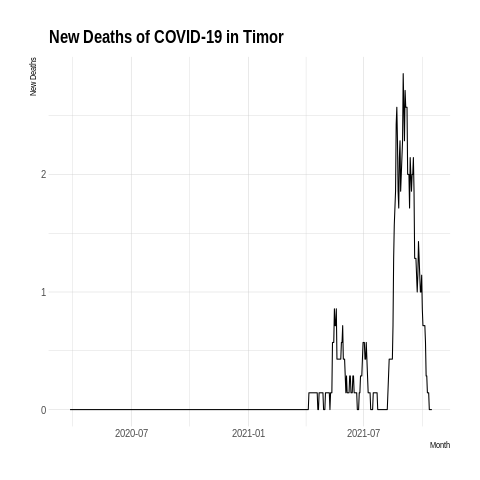 New Deaths of COVID-19 in Timor
New Deaths
2
1
0
2020-07 2021-01 2021-07
Month